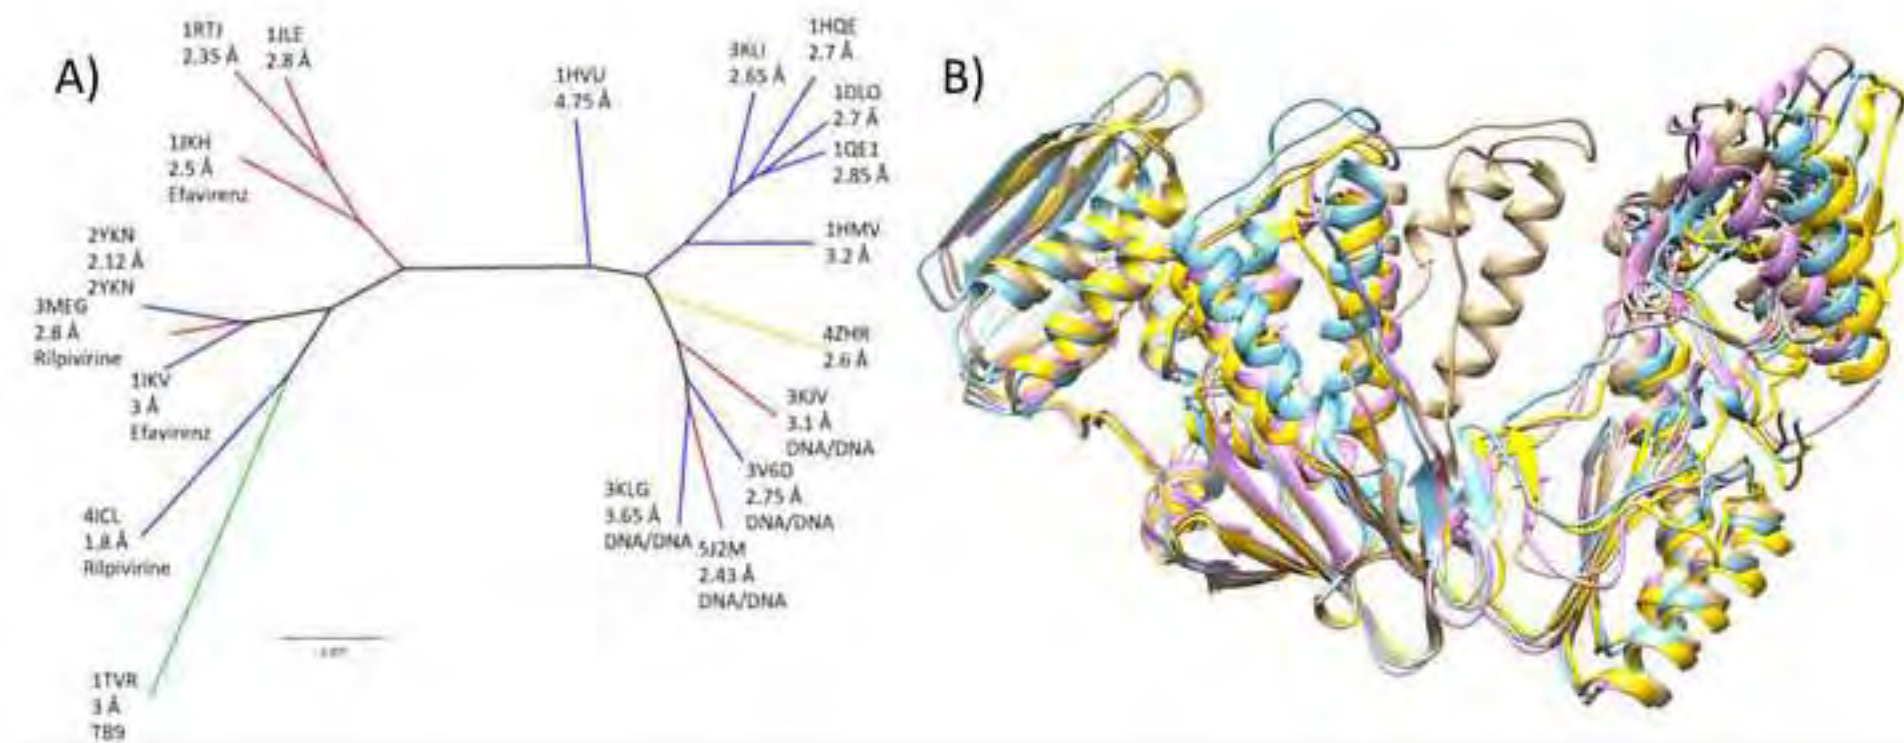 A)
1RTJ
2.35 Å
1JLE
2.8 Å
1JKH
2.5 Å
Efavirenz
2YKN
2.12 Å
2YKN
3MEG
2.8 Å
Rilpivirine
1IKV
3 Å
Efavirenz
4ICL
1.8 Å
Rilpivirine
1TVR
3 Å
TB9
1HVU
4.75 Å
3KLI
2.65 Å
1HQE
2.7 Å
1DLO
2.7 Å
1QE1
2.85 Å
1HMV
3.2 Å
4ZHR
2.6 Å
3KJV
3.1 Å
DNA/DNA
3V6D
2.75 Å
DNA/DNA
3KLG
3.65 Å
DNA/DNA
5J2M
2.43 Å
DNA/DNA
B)